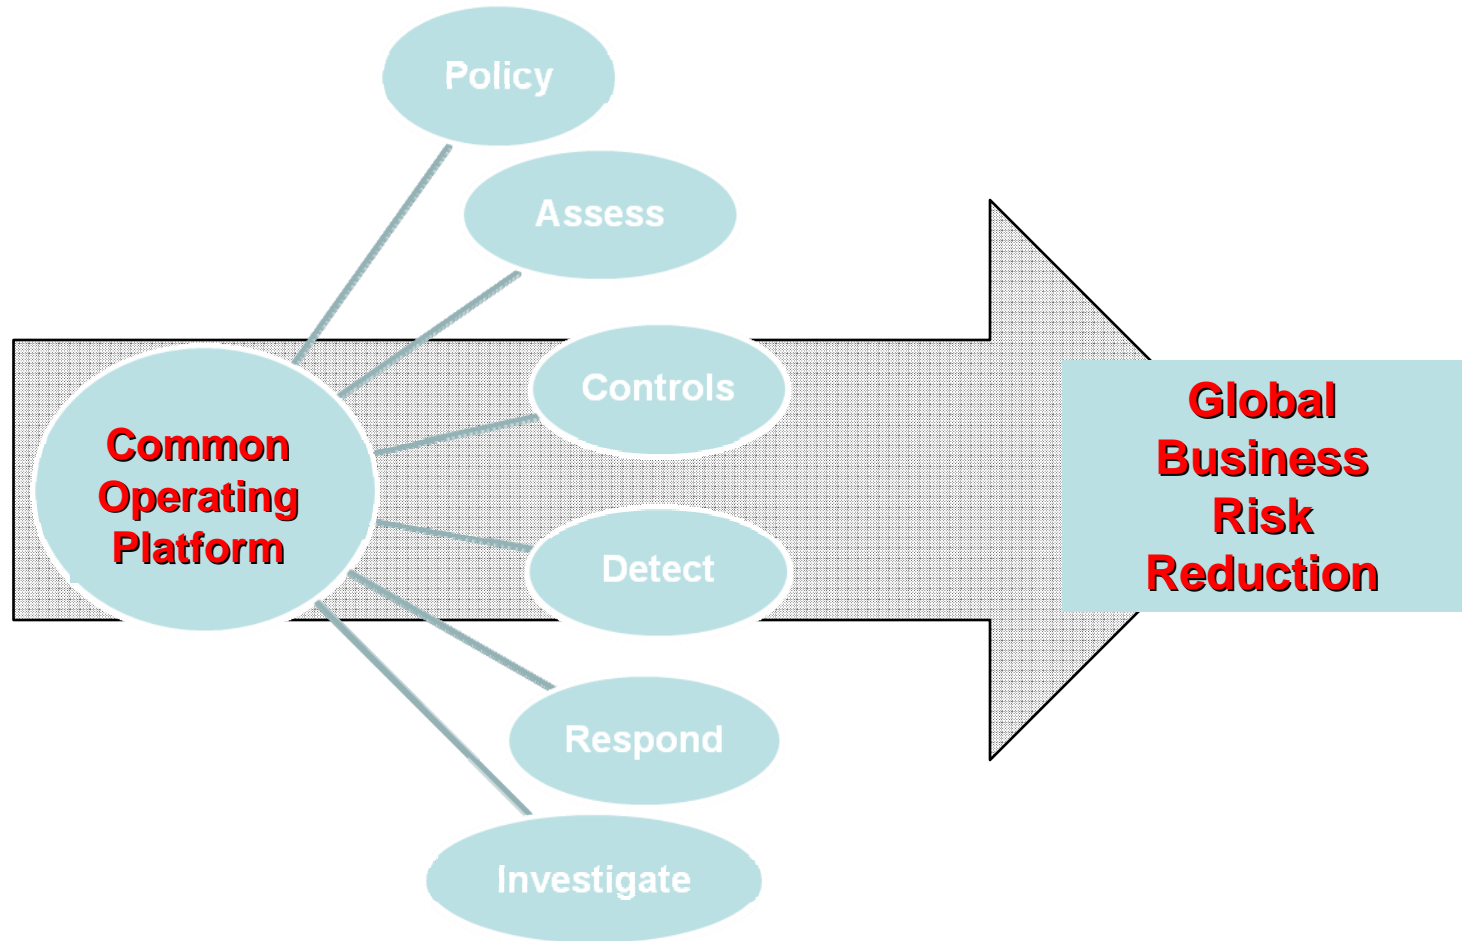 Policy
Assess
Controls
Common
Operating
Platform
Detect
Respond
Investigate
Global
Business
Risk
Reduction